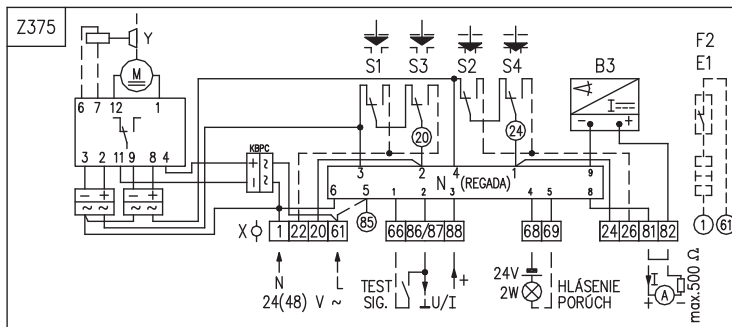 Z375
Y
M
6 7 12 1
3 2 11 9 8 4
- + - +
~ ~
KBPC
+ ~
- ~
S1 S3 S2 S4
20
24
B3
I
- +
F2
E1
3 2 4 1 9
N (REGADA)
6 5 1 2 3 4 5 8
85
X
1 22 20 61
66 86/87 88
68 69
24 26 81 82
1 61
N L
24(48) V ~
TEST
SIG.
U/I
+
24V
2W
HLÁSENIE
PORÚCH
I
A
+ -
max.500 Ω